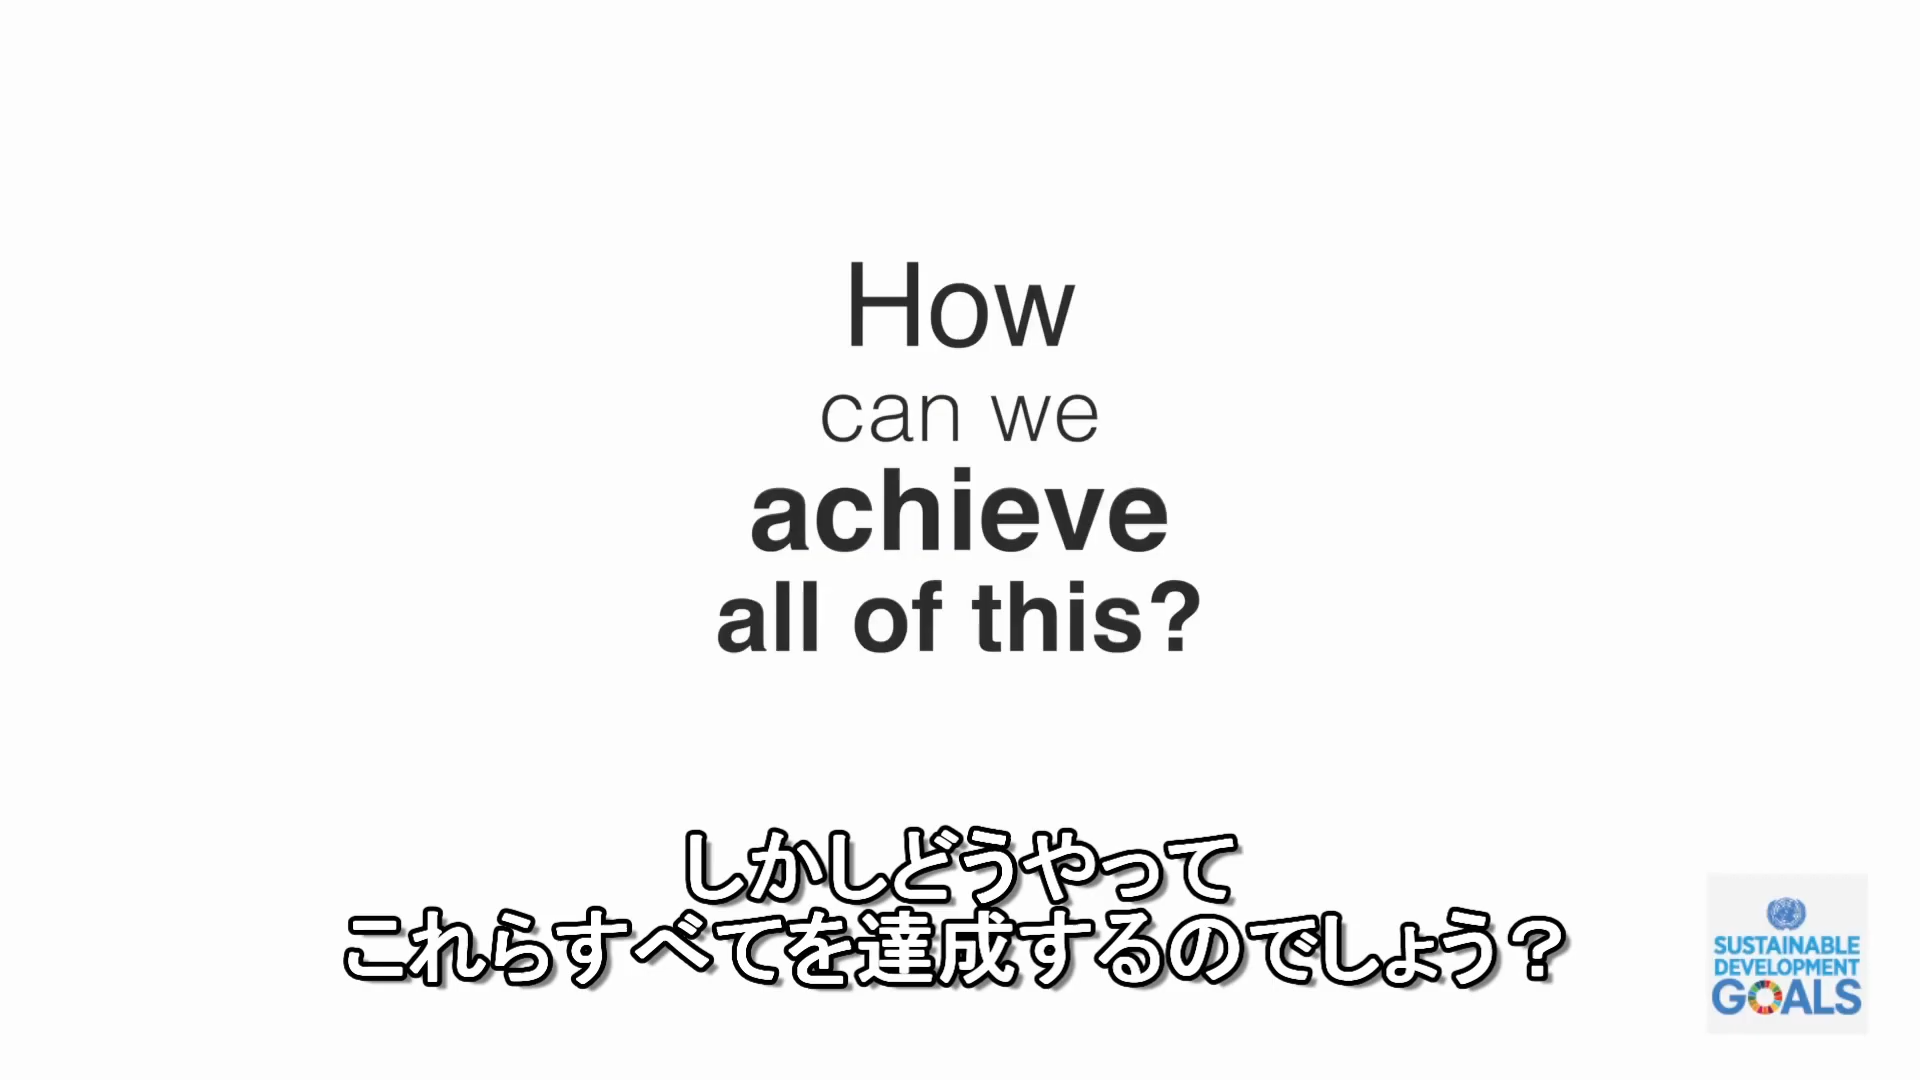 How
can we
achieve
all of this?
しかしどうやって
これらすべてを達成するのでしょう？
SUSTAINABLE
DEVELOPMENT
GOALS